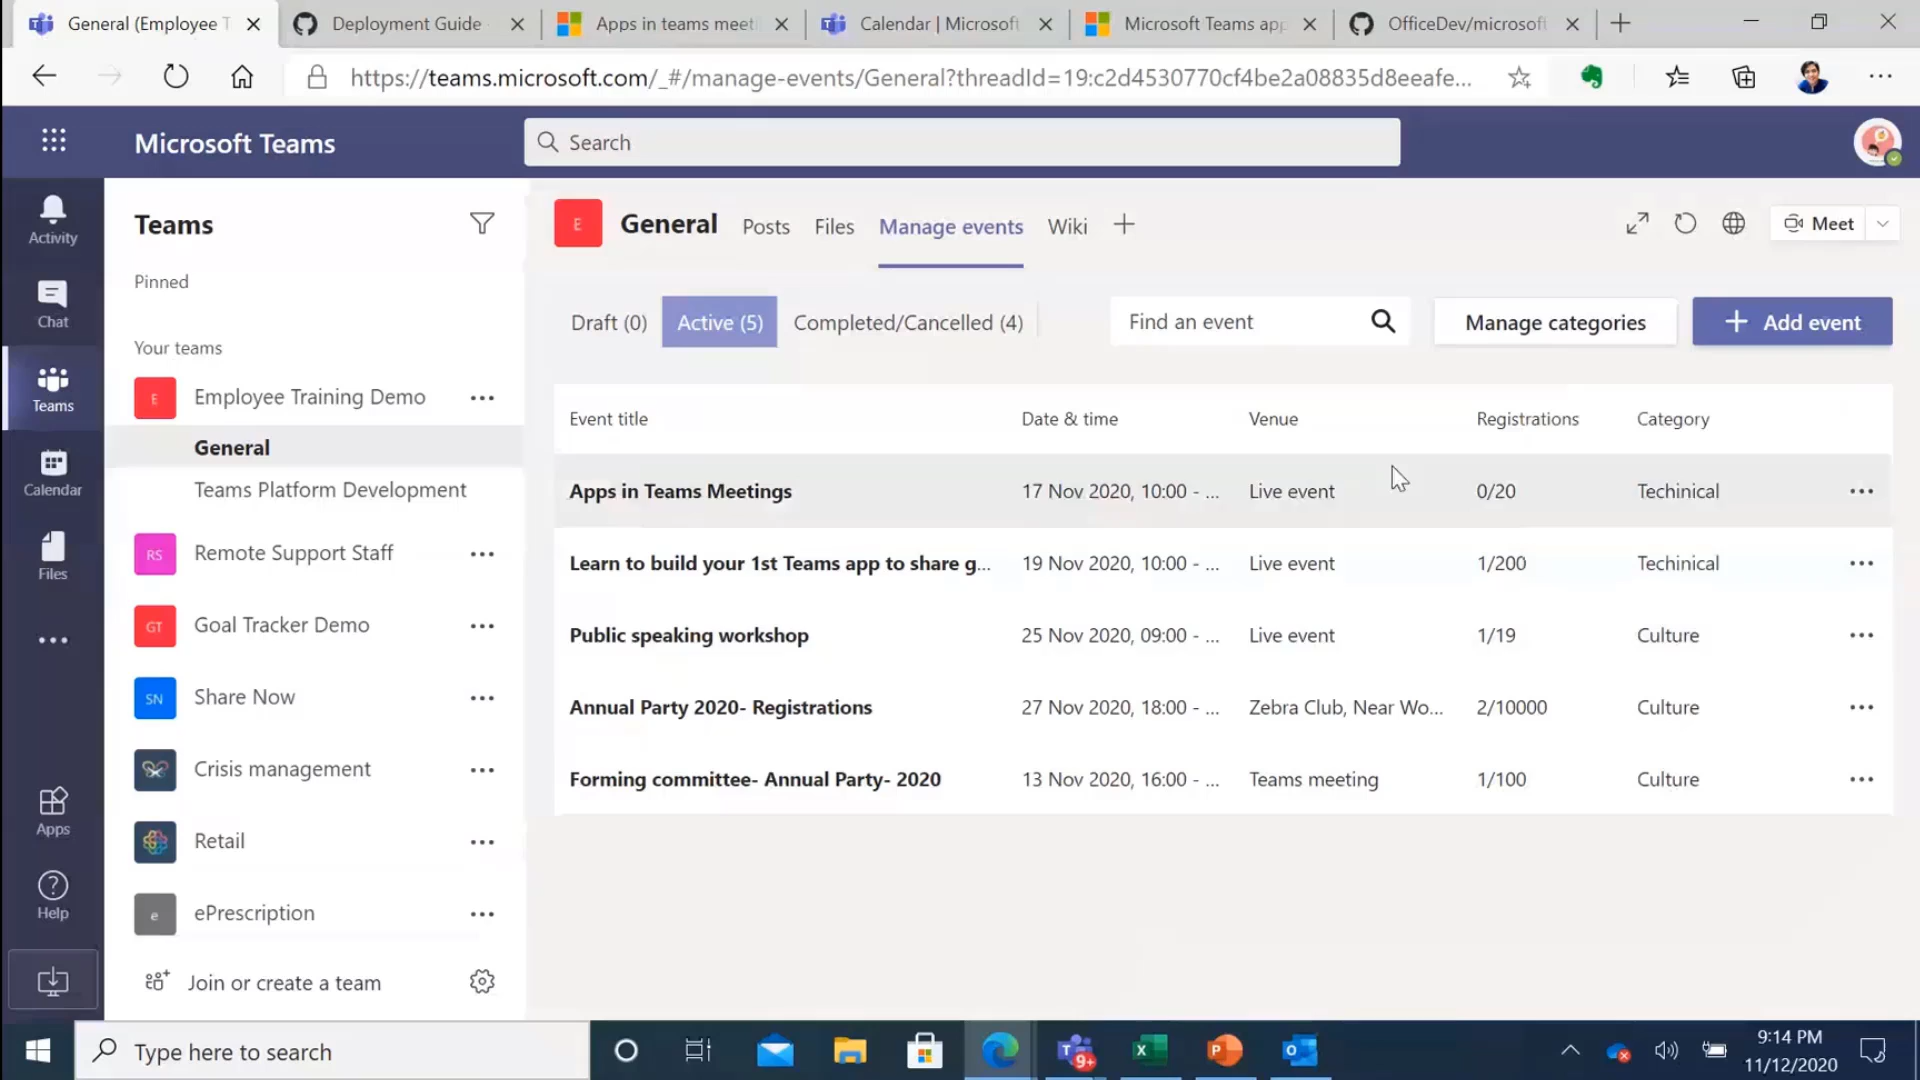 General (Employee T
Deployment Guide
Apps in teams meeti
Calendar | Microsoft
Microsoft Teams app
OfficeDev/microsoft
https://teams.microsoft.com/_#/manage-events/General?threadId=19:c2d4530770cf4be2a08835d8eeafe...
Microsoft Teams
Search
Activity
Chat
Teams
Calendar
Files
Apps
Help
Teams
Pinned
Your teams
E Employee Training Demo
General
Teams Platform Development
RS Remote Support Staff
GT Goal Tracker Demo
SN Share Now
Crisis management
Retail
e ePrescription
Join or create a team
E General Posts Files Manage events Wiki
Meet
Draft (0) Active (5) Completed/Cancelled (4)
Find an event
Manage categories
+ Add event
Event title Date & time Venue Registrations Category
Apps in Teams Meetings 17 Nov 2020, 10:00 - ... Live event 0/20 Techinical
Learn to build your 1st Teams app to share g... 19 Nov 2020, 10:00 - ... Live event 1/200 Techinical
Public speaking workshop 25 Nov 2020, 09:00 - ... Live event 1/19 Culture
Annual Party 2020- Registrations 27 Nov 2020, 18:00 - ... Zebra Club, Near Wo... 2/10000 Culture
Forming committee- Annual Party- 2020 13 Nov 2020, 16:00 - ... Teams meeting 1/100 Culture
Type here to search
9+
9:14 PM
11/12/2020